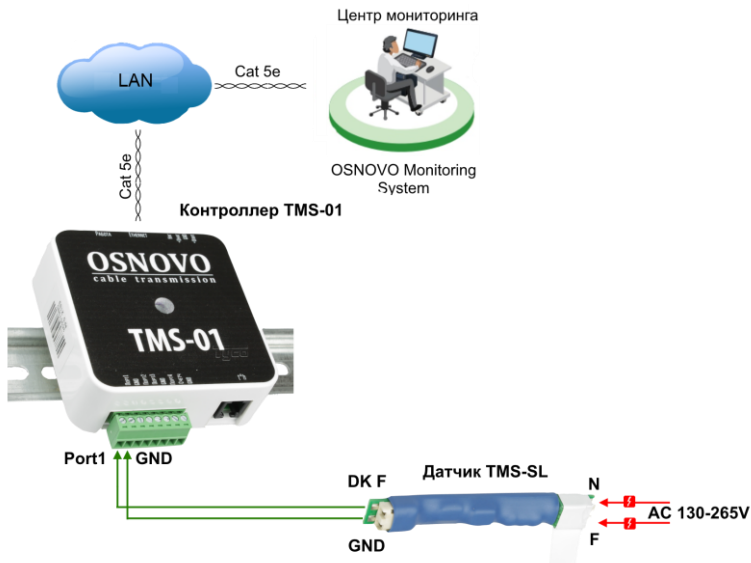 Центр мониторинга
LAN
Cat 5e
Cat 5e
OSNOVO Monitoring
System
Контроллер TMS-01
OSNOVO
cable transmission
TMS-01
Port1
GND
DK F
Датчик TMS-SL
N
AC 130-265V
F
GND